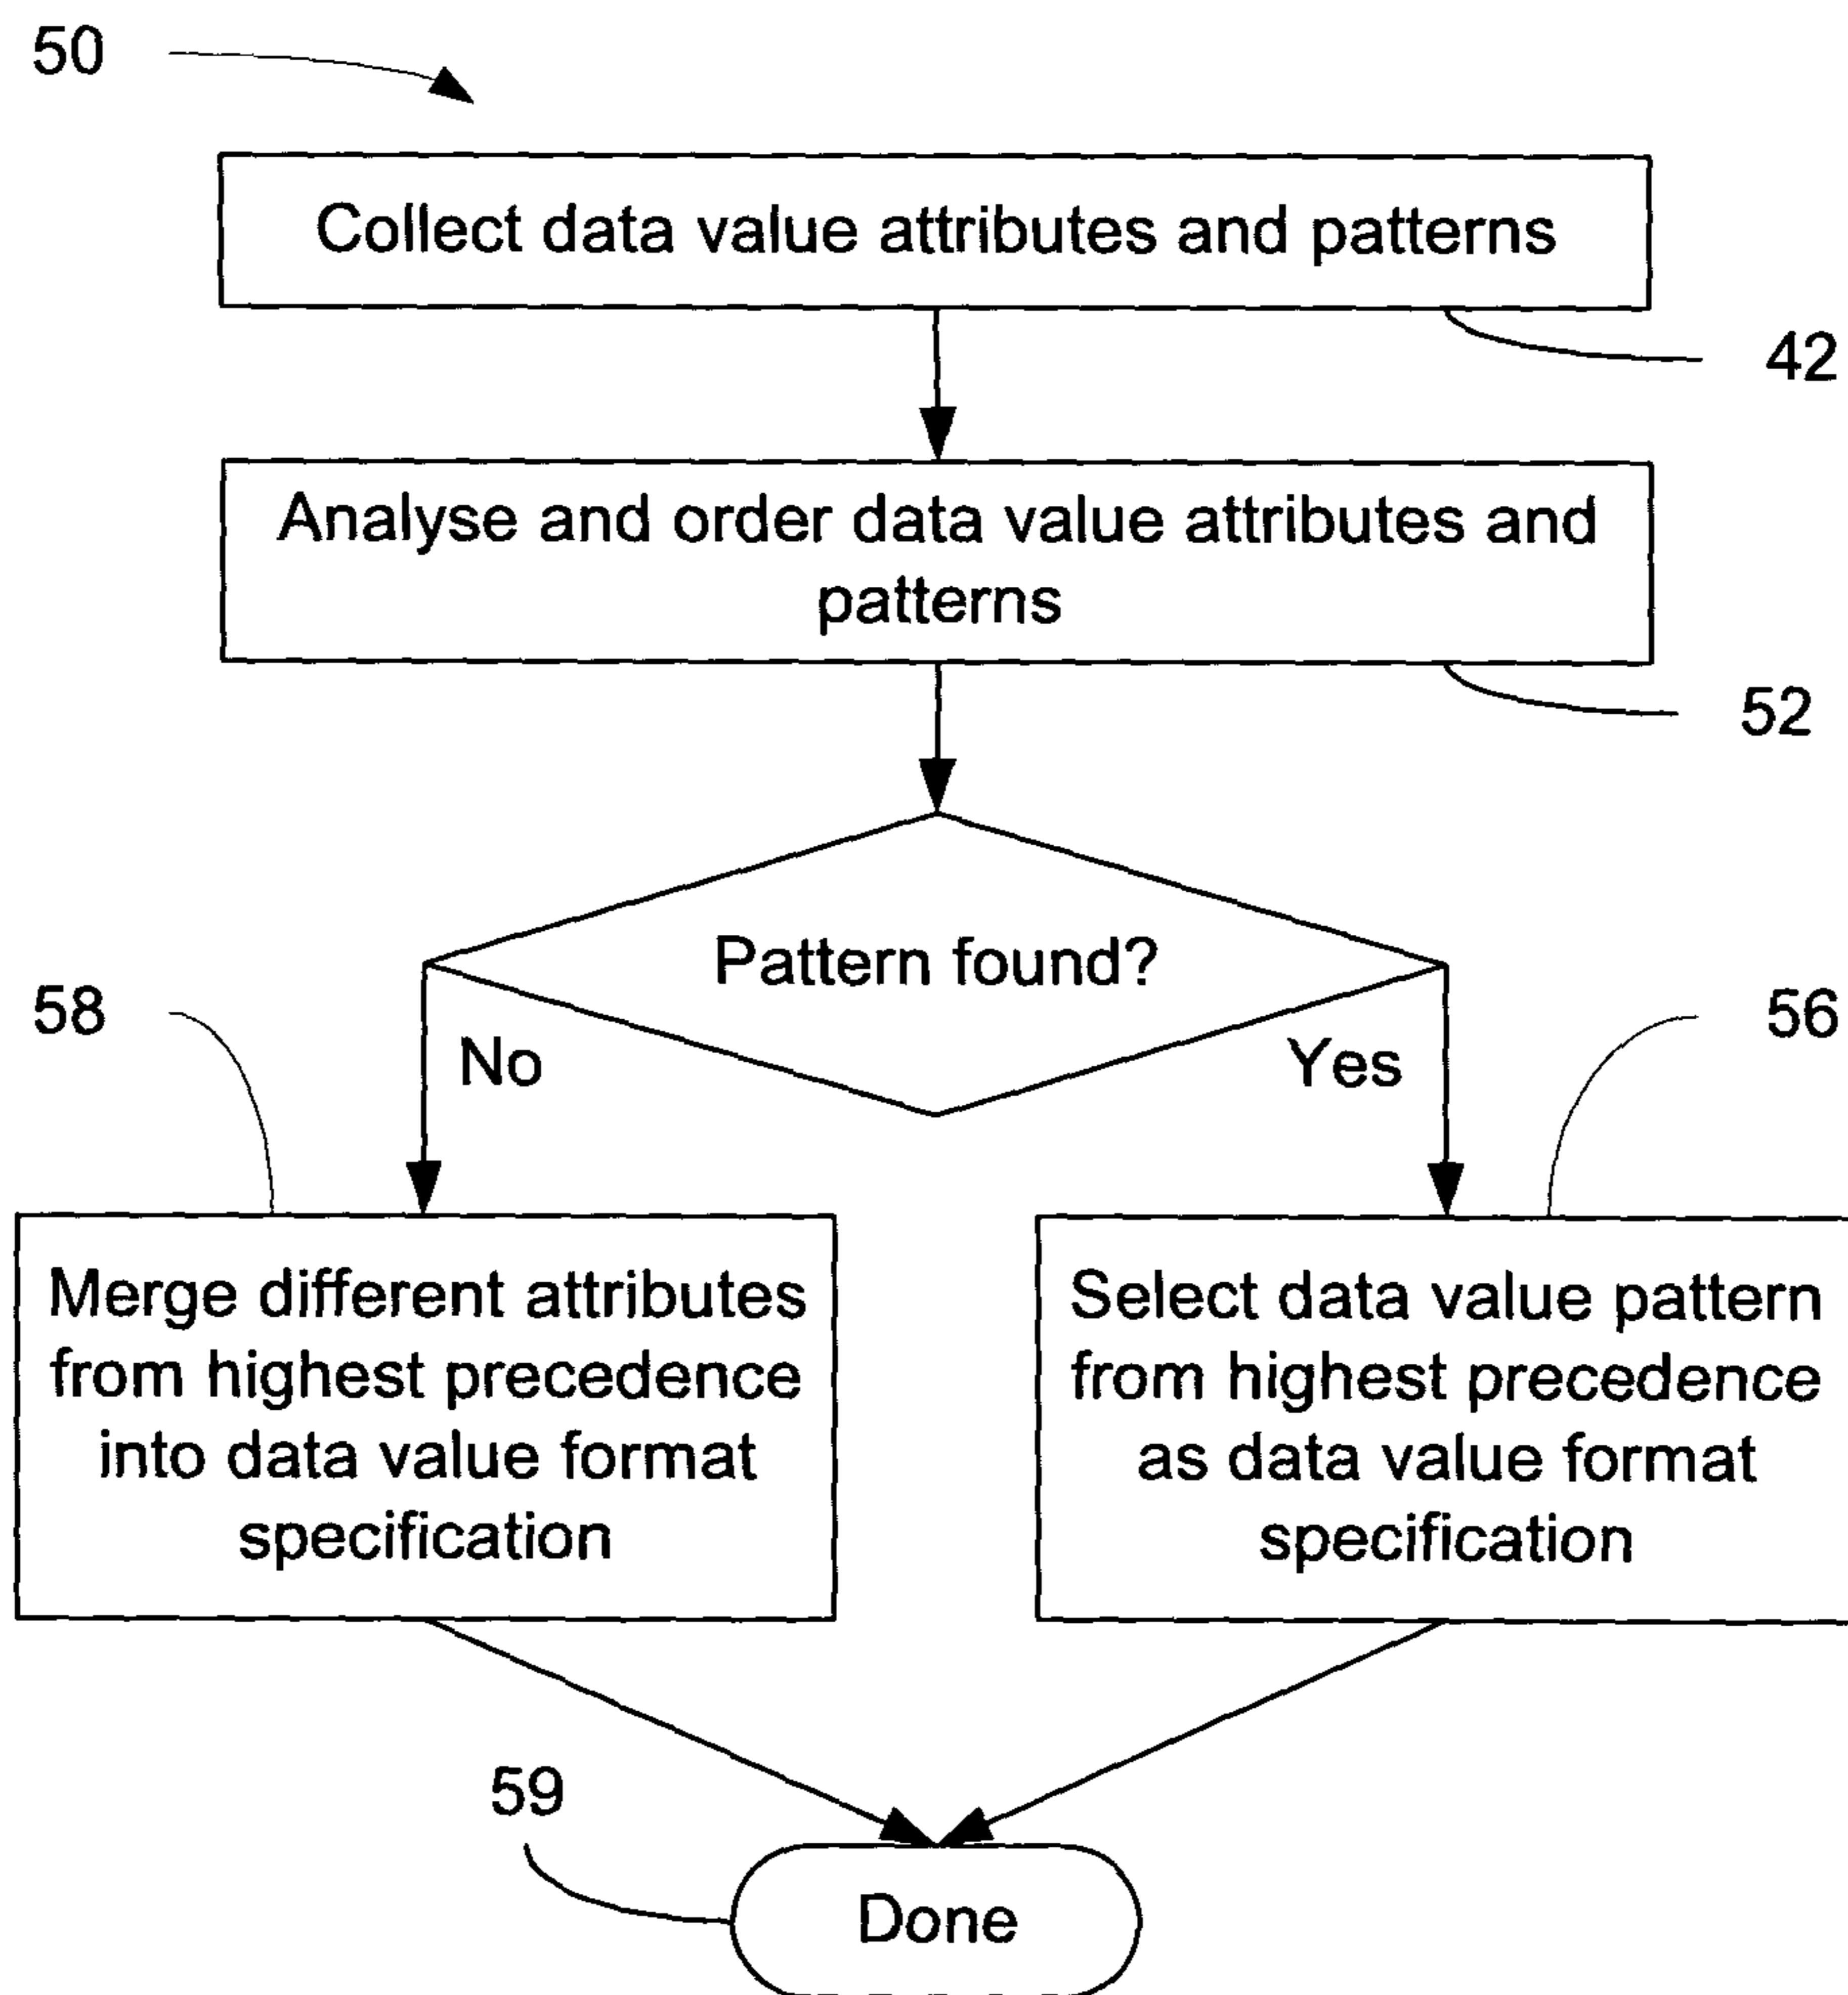 50
Collect data value attributes and patterns
42
Analyse and order data value attributes and
patterns
52
Pattern found?
58
No
Yes
56
Merge different attributes
from highest precedence
into data value format
specification
Select data value pattern
from highest precedence
as data value format
specification
59
Done